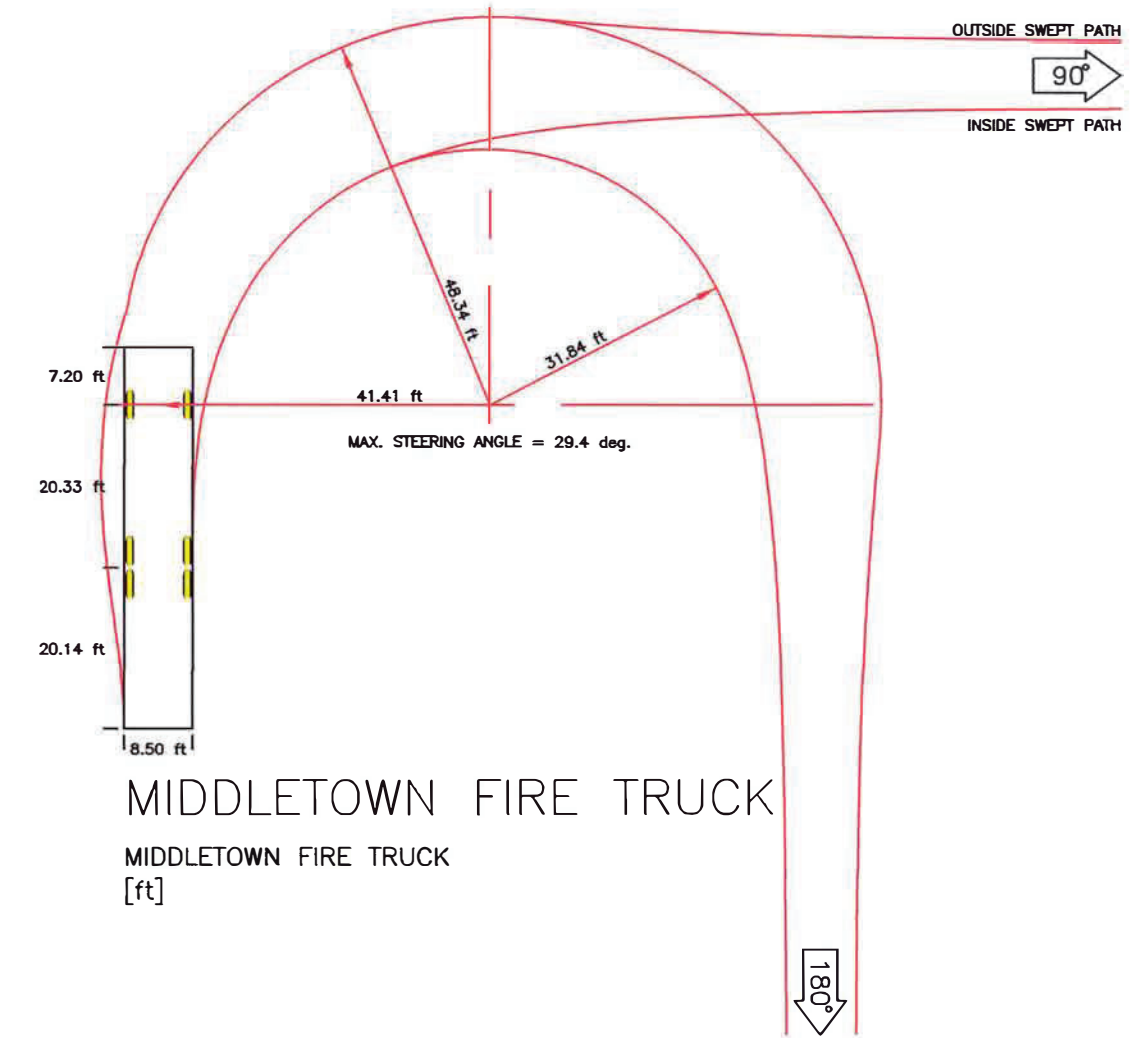 OUTSIDE SWEPT PATH
90°
INSIDE SWEPT PATH
48.34 ft
31.84 ft
7.20 ft
41.41 ft
MAX. STEERING ANGLE = 29.4 deg.
20.33 ft
20.14 ft
8.50 ft
MIDDLETOWN FIRE TRUCK
MIDDLETOWN FIRE TRUCK
[ft]
180°